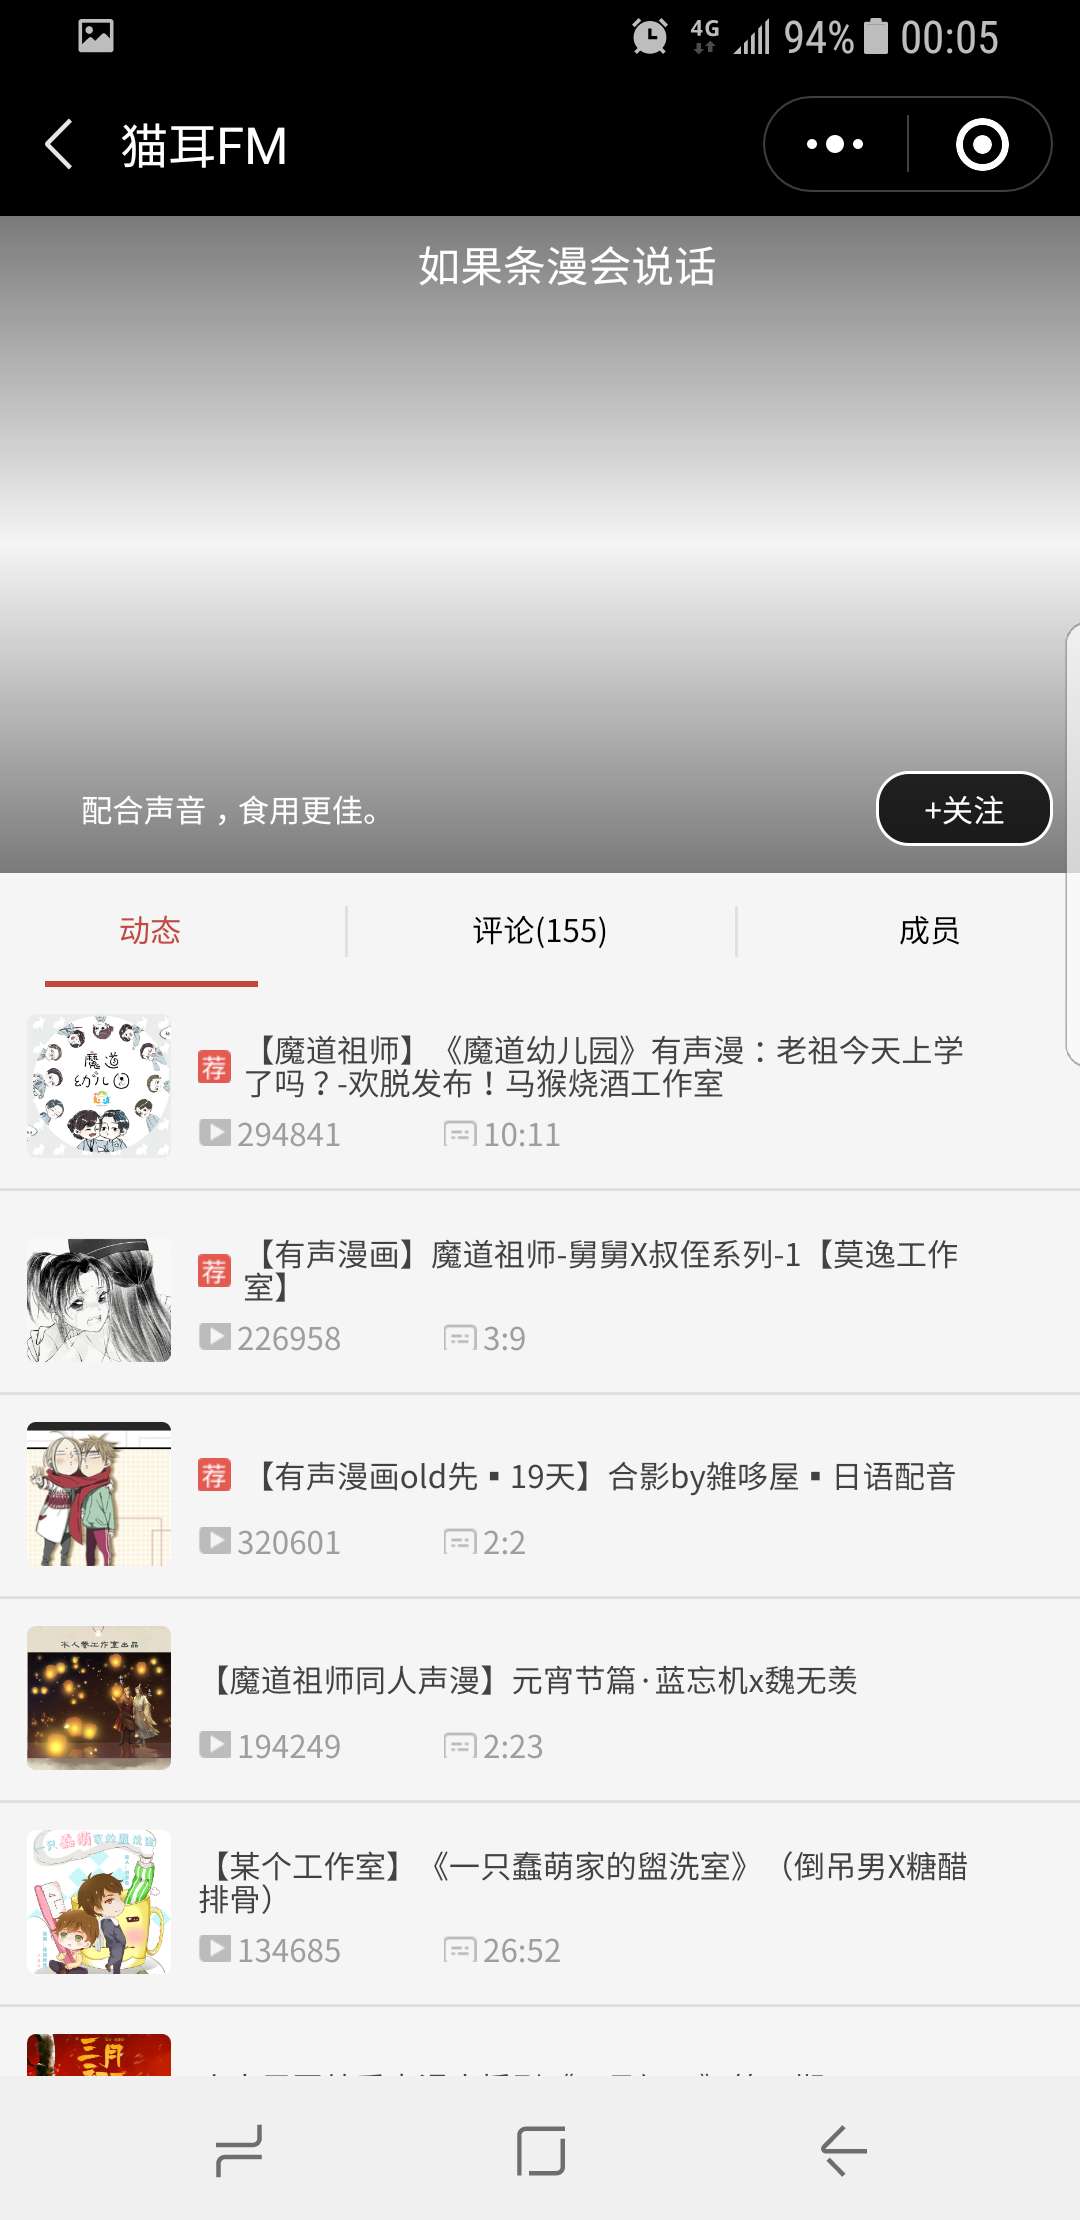 4G 94% 00:05
猫耳FM
如果条漫会说话
配合声音，食用更佳。
+关注
动态
评论(155)
成员
魔道
幼儿园
荐
【魔道祖师】《魔道幼儿园》有声漫：老祖今天上学
了吗？-欢脱发布！马猴烧酒工作室
294841 10:11
荐
【有声漫画】魔道祖师-舅舅X叔侄系列-1【莫逸工作
室】
226958 3:9
荐
【有声漫画old先▪19天】合影by雑哆屋▪日语配音
320601 2:2
【魔道祖师同人声漫】元宵节篇·蓝忘机x魏无羡
194249 2:23
【某个工作室】《一只蠢萌家的盥洗室》（倒吊男X糖醋
排骨）
134685 26:52
三月